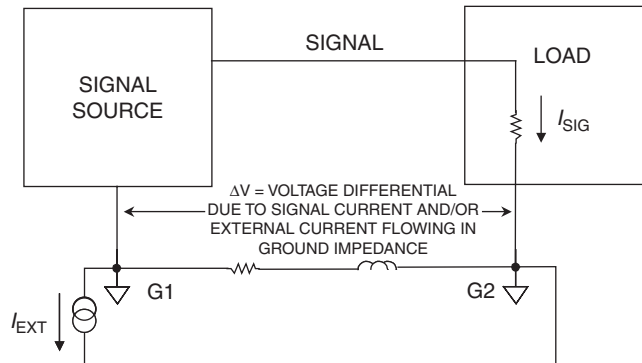 SIGNAL
SOURCE
SIGNAL
LOAD
ISIG
ΔV = VOLTAGE DIFFERENTIAL
DUE TO SIGNAL CURRENT AND/OR
EXTERNAL CURRENT FLOWING IN
GROUND IMPEDANCE
G1
G2
IEXT